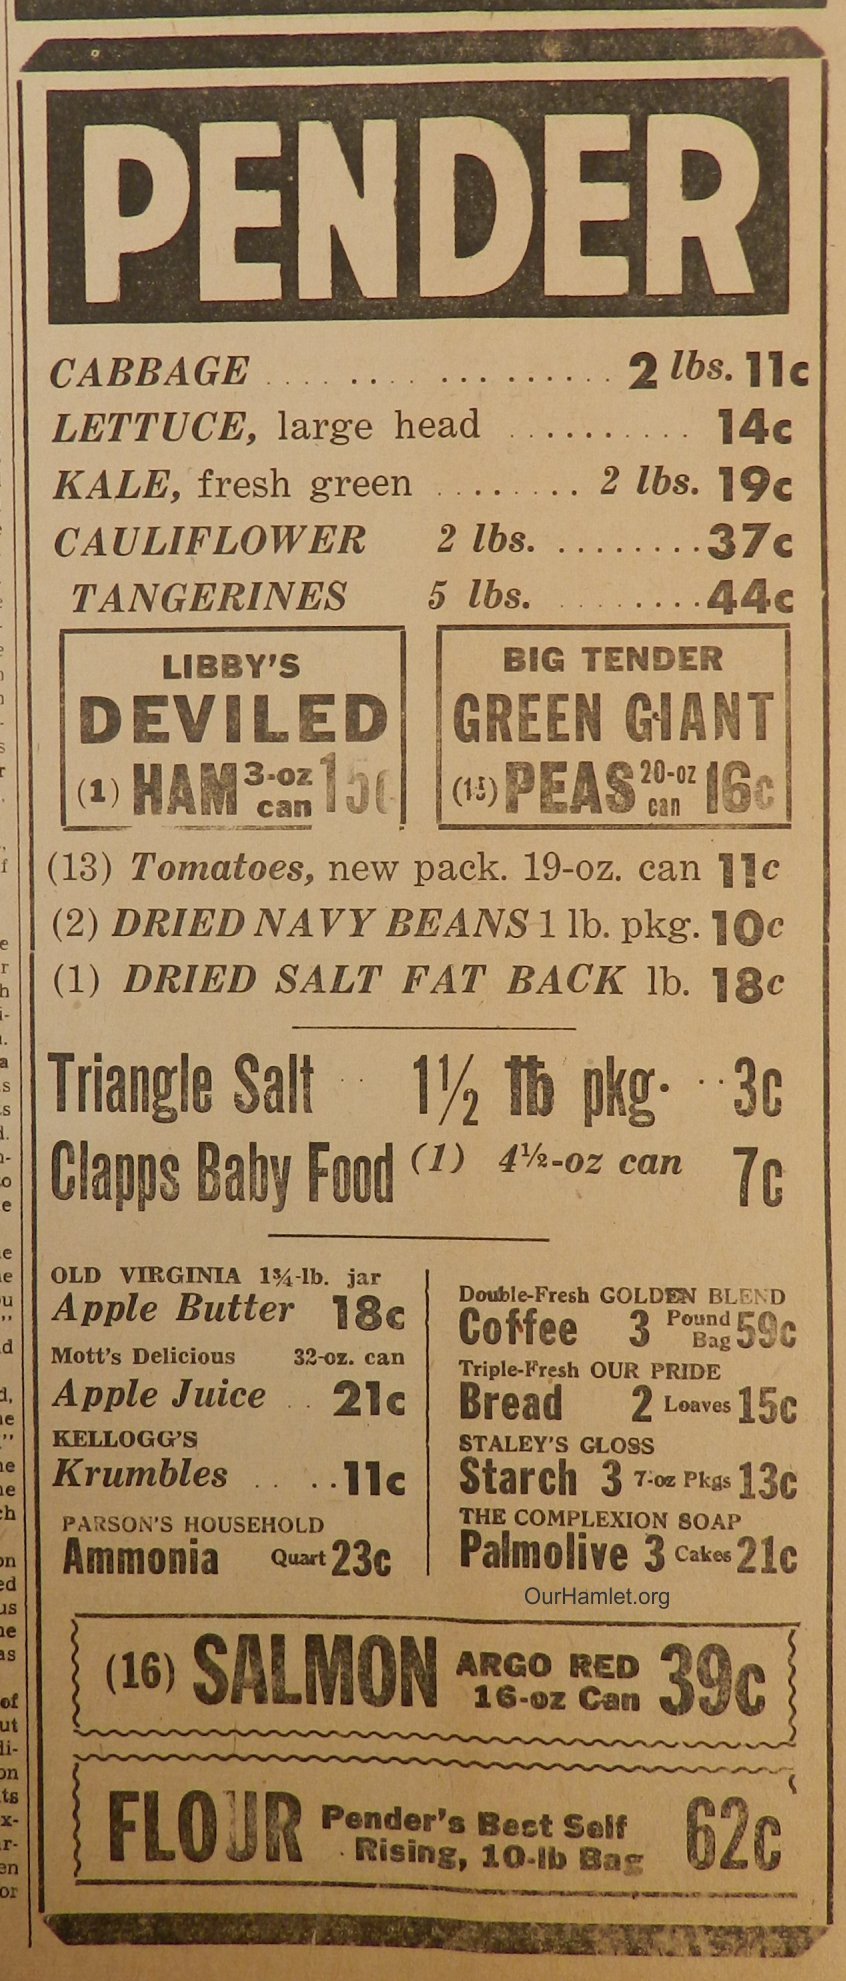 PENDER
CABBAGE .................... 2 lbs. 11c
LETTUCE, large head .......... 14c
KALE, fresh green ........ 2 lbs. 19c
CAULIFLOWER 2 lbs. ........37c
TANGERINES 5 lbs. ........44c
LIBBY'S
DEVILED
(1) HAM 3-oz can 15c
BIG TENDER
GREEN GIANT
PEAS 20-oz can 16c
(13) Tomatoes, new pack. 19-oz. can 11c
(2) DRIED NAVY BEANS 1 lb. pkg. 10c
(1) DRIED SALT FAT BACK lb. 18c
Triangle Salt .. 1½ lb pkg. .. 3c
Clapps Baby Food (1) 4½-oz can 7c
OLD VIRGINIA 1¾-lb. jar
Apple Butter 18c
Mott's Delicious 32-oz. can
Apple Juice .. 21c
KELLOGG'S
Krumbles .. ..11c
PARSON'S HOUSEHOLD
Ammonia Quart 23c
Double-Fresh GOLDEN BLEND
Coffee 3 Pound Bag 59c
Triple-Fresh OUR PRIDE
Bread 2 Loaves 15c
STALEY'S GLOSS
Starch 3 7-oz Pkgs 13c
THE COMPLEXION SOAP
Palmolive 3 Cakes 21c
OurHamlet.org
(16) SALMON ARGO RED 16-oz Can 39c
FLOUR Pender's Best Self Rising, 10-lb Bag 62c